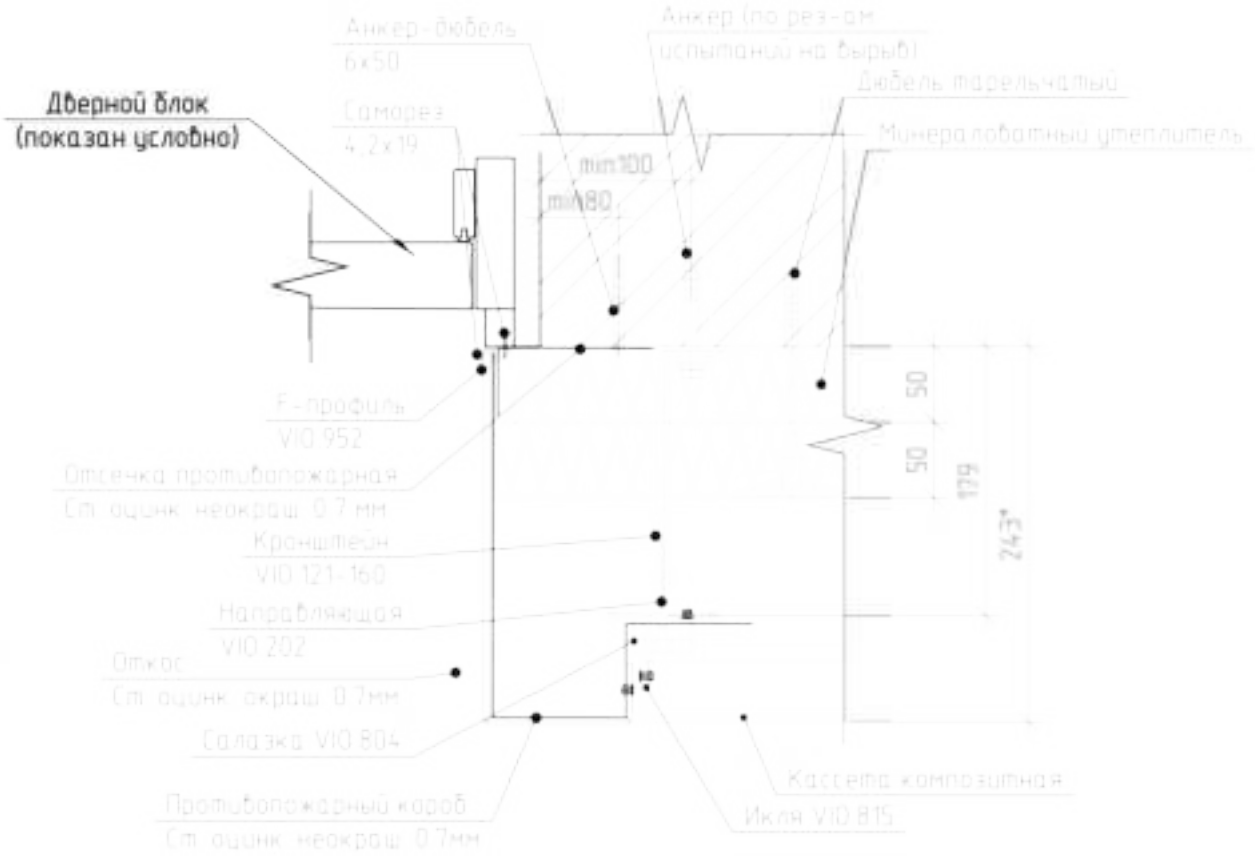 Анкер-дюбель
6х50
Анкер (по рез-ам
испытаний на вырыв)
Дюбель тарельчатый
Дверной блок
(показан условно)
Саморез
4,2х19
Минераловатный утеплитель
min100
min80
50
50
179
243*
F-профиль
VIO.952
Отсечка противопожарная
Ст. оцинк. неокраш. 0.7 мм
Кронштейн
VIO.121-160
Направляющая
VIO.202
Откос
Ст. оцинк. окраш. 0.7мм
Салазка VIO.804
Кассета композитная
Противопожарный короб
Икля VIO.815
Ст. оцинк. неокраш. 0.7мм